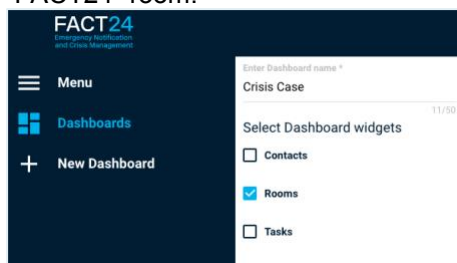 FACT24
Emergency Notification
and Crisis Management
Menu
Dashboards
New Dashboard
Enter Dashboard name *
Crisis Case
11/50
Select Dashboard widgets
Contacts
Rooms
Tasks